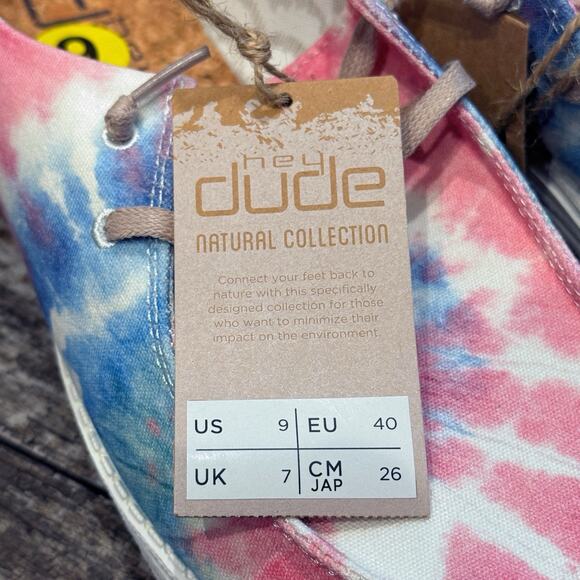 9
hey
dude
NATURAL COLLECTION
Connect your feet back to
nature with this specifically
designed collection for those
who want to minimize their
impact on the environment.
US 9 EU 40
UK 7 CM JAP 26